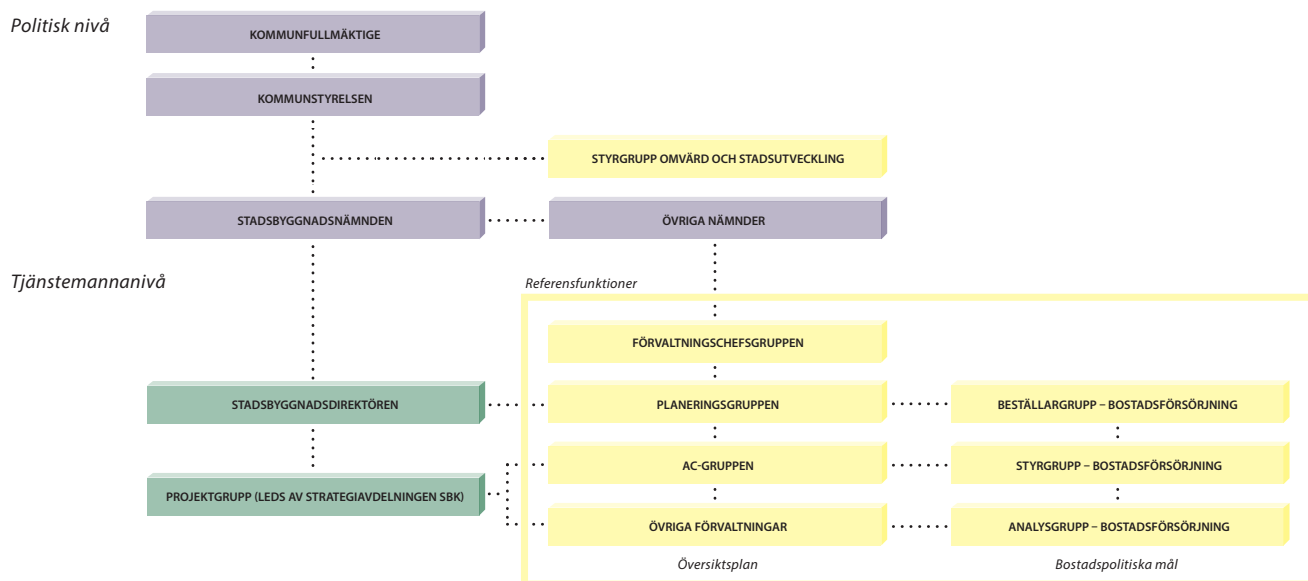 Politisk nivå
KOMMUNFULLMÄKTIGE
KOMMUNSTYRELSEN
STYRGRUPP OMVÄRD OCH STADSUTVECKLING
STADSBYGGNADSNÄMNDEN
ÖVRIGA NÄMNDER
Tjänstemannanivå
Referensfunktioner
FÖRVALTNINGSCHEFSGRUPPEN
STADSBYGGNADSDIREKTÖREN
PLANERINGSGRUPPEN
BESTÄLLARGRUPP – BOSTADSFÖRSÖRJNING
AC-GRUPPEN
STYRGRUPP – BOSTADSFÖRSÖRJNING
PROJEKTGRUPP (LEDS AV STRATEGIAVDELNINGEN SBK)
ÖVRIGA FÖRVALTNINGAR
ANALYSGRUPP – BOSTADSFÖRSÖRJNING
Översiktsplan
Bostadspolitiska mål